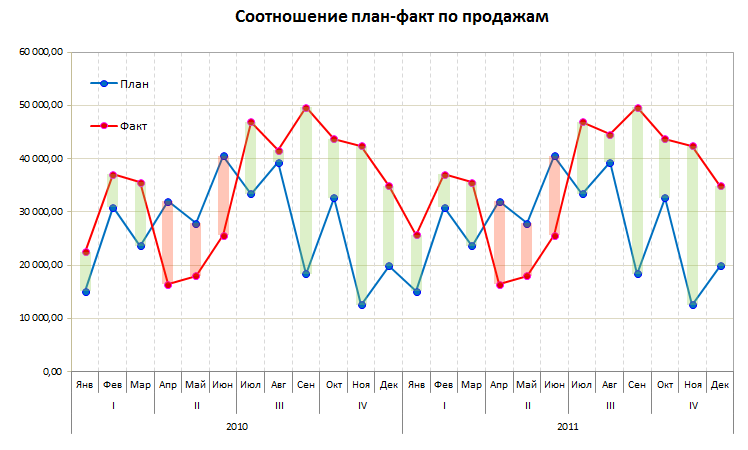 Соотношение план-факт по продажам
60 000,00
50 000,00
40 000,00
30 000,00
20 000,00
10 000,00
0,00
План
Факт
Янв Фев Мар Апр Май Июн Июл Авг Сен Окт Ноя Дек Янв Фев Мар Апр Май Июн Июл Авг Сен Окт Ноя Дек
I II III IV I II III IV
2010 2011